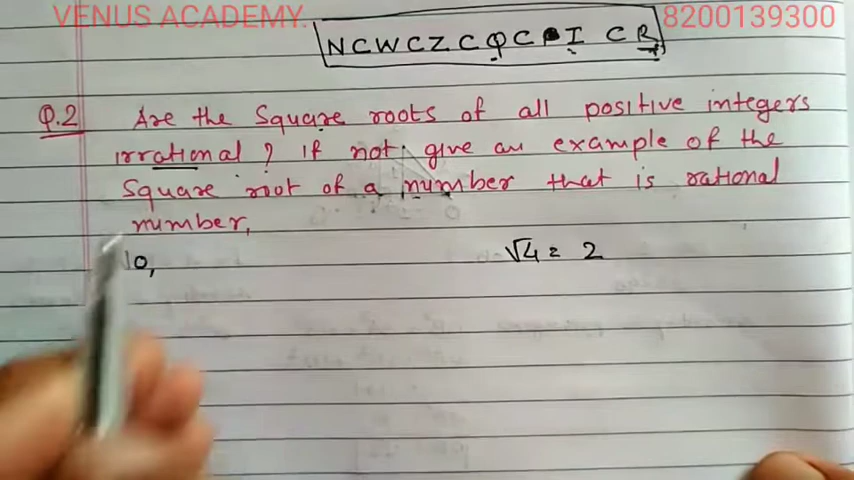 VENUS ACADEMY.
8200139300
NCWCZCQCPI CR
Q.2 Are the Square roots of all positive integers
irrational ? If not give an example of the
Square root of a number that is rational
number,
10, √4 = 2